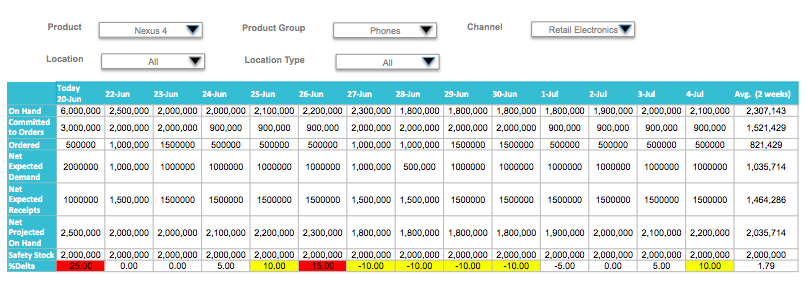 Product Nexus 4 Product Group Phones Channel Retail Electronics
Location All Location Type All
Today
20-Jun 22-Jun 23-Jun 24-Jun 25-Jun 26-Jun 27-Jun 28-Jun 29-Jun 30-Jun 1-Jul 2-Jul 3-Jul 4-Jul Avg. (2 weeks)
On Hand 6,000,000 2,500,000 2,000,000 2,000,000 2,100,000 2,200,000 2,300,000 1,800,000 1,800,000 1,800,000 1,800,000 1,900,000 2,000,000 2,100,000 2,307,143
Committed
to Orders 3,000,000 2,000,000 2,000,000 900,000 900,000 900,000 2,000,000 2,000,000 2,000,000 2,000,000 900,000 900,000 900,000 900,000 1,521,429
Ordered 500000 1,000,000 1500000 500000 500000 500000 1,000,000 1,000,000 1500000 1500000 500000 500000 500000 500000 821,429
Net
Expected
Demand 2000000 1,000,000 1000000 1000000 1000000 1000000 1,000,000 500,000 1000000 1000000 1000000 1000000 1000000 1000000 1,035,714
Net
Expected
Receipts 1000000 1,500,000 1500000 1500000 1500000 1500000 1,500,000 1,500,000 1500000 1500000 1500000 1500000 1500000 1500000 1,464,286
Net
Projected
On Hand 2,500,000 2,000,000 2,000,000 2,100,000 2,200,000 2,300,000 1,800,000 1,800,000 1,800,000 1,800,000 1,900,000 2,000,000 2,100,000 2,200,000 2,035,714
Safety Stock 2,000,000 2,000,000 2,000,000 2,000,000 2,000,000 2,000,000 2,000,000 2,000,000 2,000,000 2,000,000 2,000,000 2,000,000 2,000,000 2,000,000 2,000,000
%Delta 25.00 0.00 0.00 5.00 10.00 15.00 -10.00 -10.00 -10.00 -10.00 -5.00 0.00 5.00 10.00 1.79